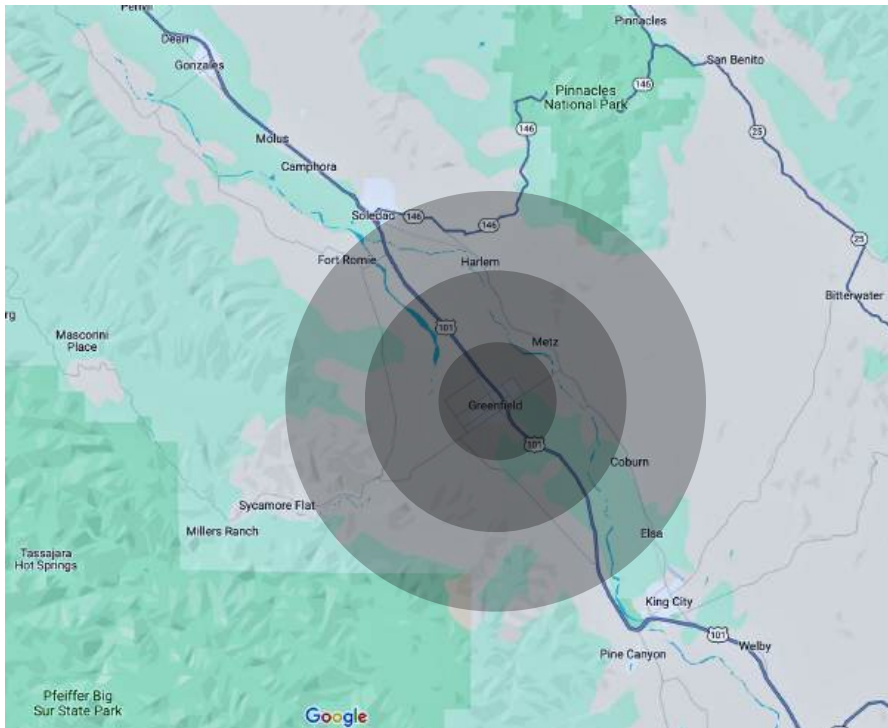 Dean
Gonzales
Molus
Camphora
Soledad
146
146
146
146
Pinnacles
San Benito
Pinnacles
National Park
25
25
Bitterwater
Fort Romie
Harlem
101
Metz
rg
Mascorini
Place
Greenfield
101
Coburn
Sycamore Flat
Millers Ranch
Elsa
Tassajara
Hot Springs
King City
101
Welby
Pine Canyon
Pfeiffer Big
Sur State Park
Google